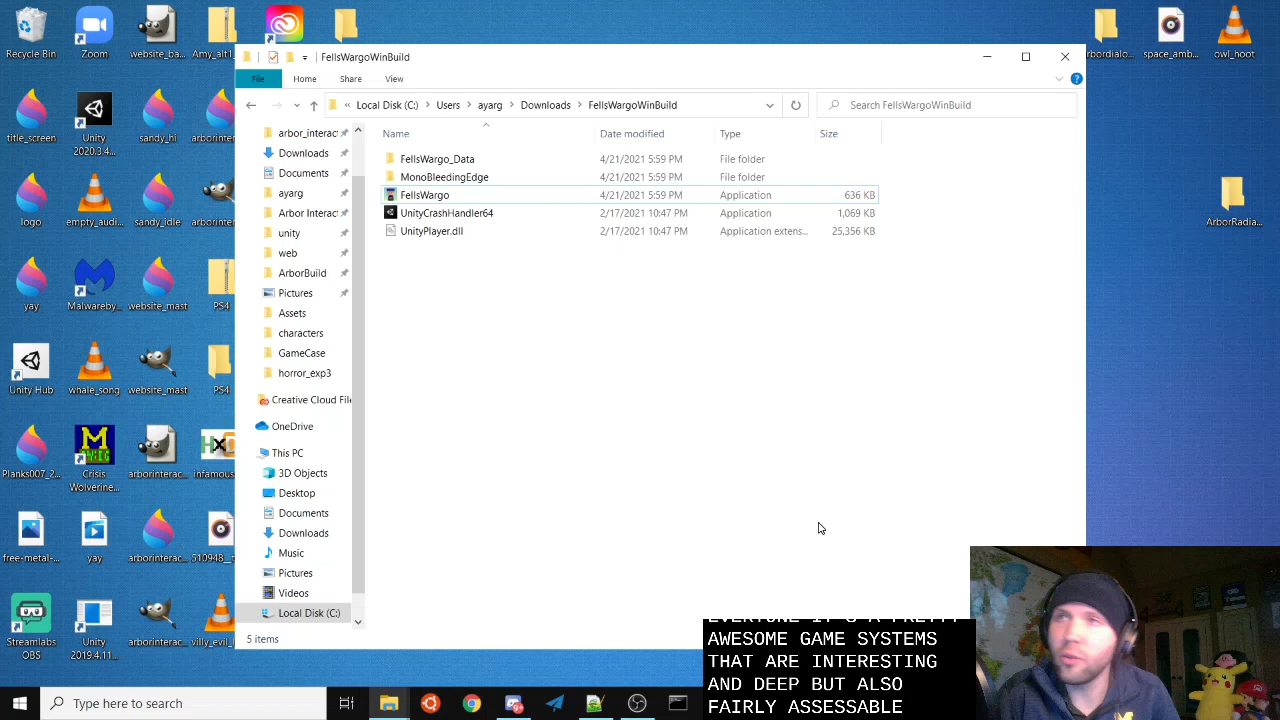 Recycle Bin
Zoom
website_ba...
Amy_alt1
FellsWargoWinBuild
File
Home
Share
View
Local Disk (C:)
Users
ayarg
Downloads
FellsWargoWinBuild
Search FellsWargoWinBuild
Name
Date modified
Type
Size
FellsWargo_Data
4/21/2021 5:59 PM
File folder
MonoBleedingEdge
4/21/2021 5:59 PM
File folder
FellsWargo
4/21/2021 5:59 PM
Application
636 KB
UnityCrashHandler64
2/17/2021 10:47 PM
Application
1,069 KB
UnityPlayer.dll
2/17/2021 10:47 PM
Application extens...
25,356 KB
arbor_interac
Downloads
Documents
ayarg
Arbor Interac
unity
web
ArborBuild
Pictures
Assets
characters
GameCase
horror_exp3
Creative Cloud File
OneDrive
This PC
3D Objects
Desktop
Documents
Downloads
Music
Pictures
Videos
Local Disk (C:)
5 items
title_screen
Unity
2020.3.4...
sandy_hi
arborinterac
logo
empty_audi...
sandy_idle
arborinterac
yay
Malwareby...
website_mast
PS4
Unity Hub
whale_song
website_mast
PS4
Planks007_2...
Crisis
Wolverine...
arborinterac...
infamous
free-metal-...
yay
arborinterac...
510948__t
Streamlabs
OBS
Unity
2019.4.11...
arborinterac...
villy_evil_l
rbordialo...
space_amb...
owl_hoot
ArborRadia...
Type here to search
AWESOME GAME SYSTEMS
THAT ARE INTERESTING
AND DEEP BUT ALSO
FAIRLY ASSESSABLE